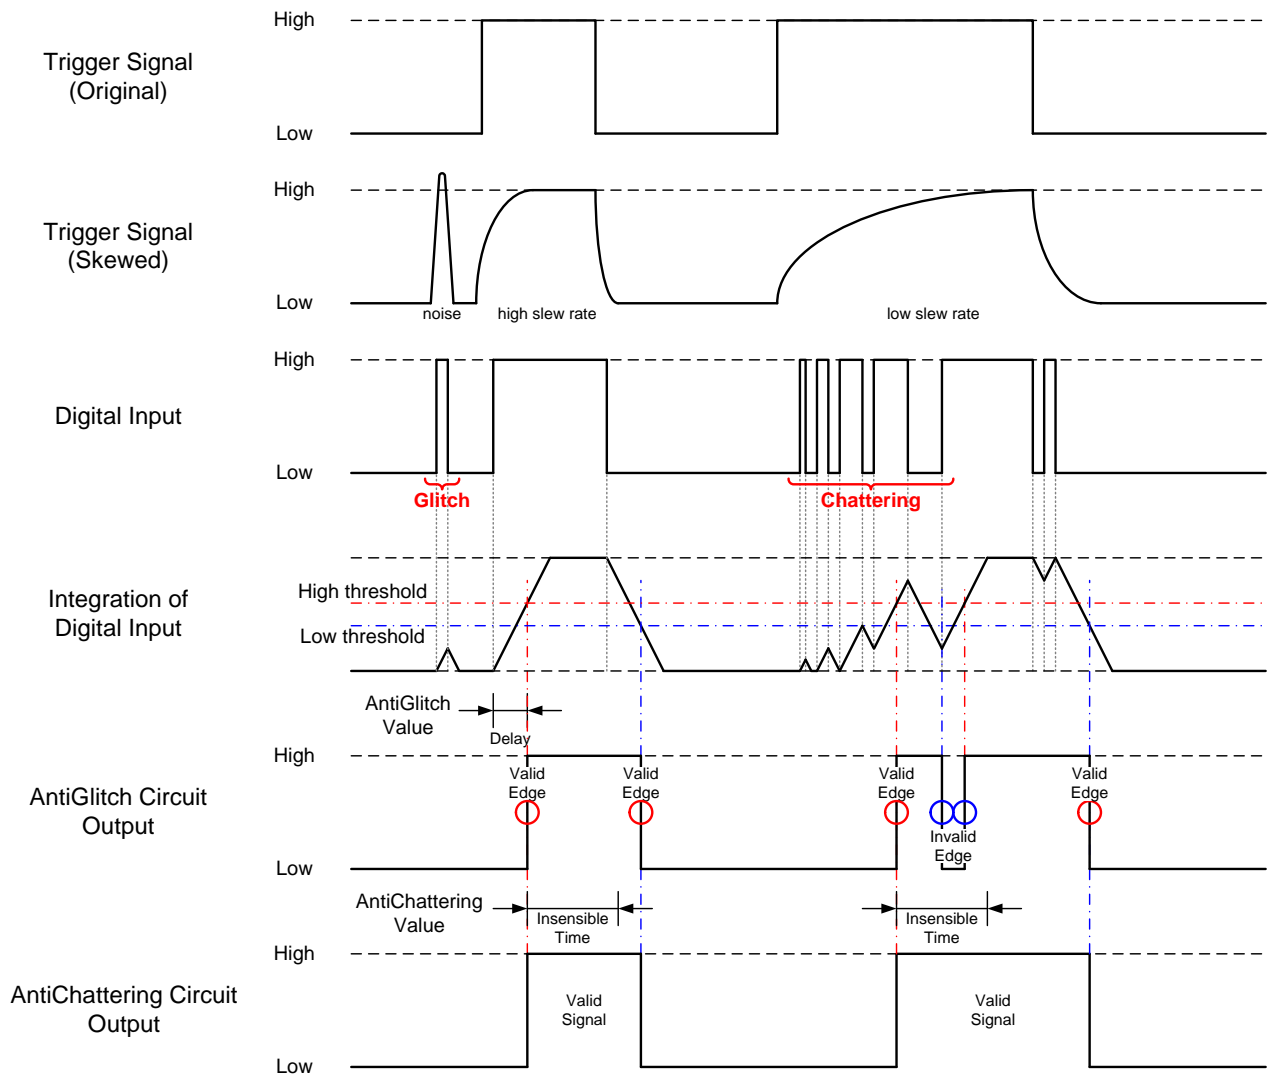 High
Trigger Signal
(Original)
Low
High
Trigger Signal
(Skewed)
Low
noise
high slew rate
low slew rate
High
Digital Input
Low
Glitch
Chattering
High threshold
Integration of
Digital Input
Low threshold
AntiGlitch
Value
Delay
High
Valid
Edge
Valid
Edge
Valid
Edge
Valid
Edge
AntiGlitch Circuit
Output
Invalid
Edge
Low
AntiChattering
Value
Insensible
Time
Insensible
Time
High
AntiChattering Circuit
Output
Valid
Signal
Valid
Signal
Low